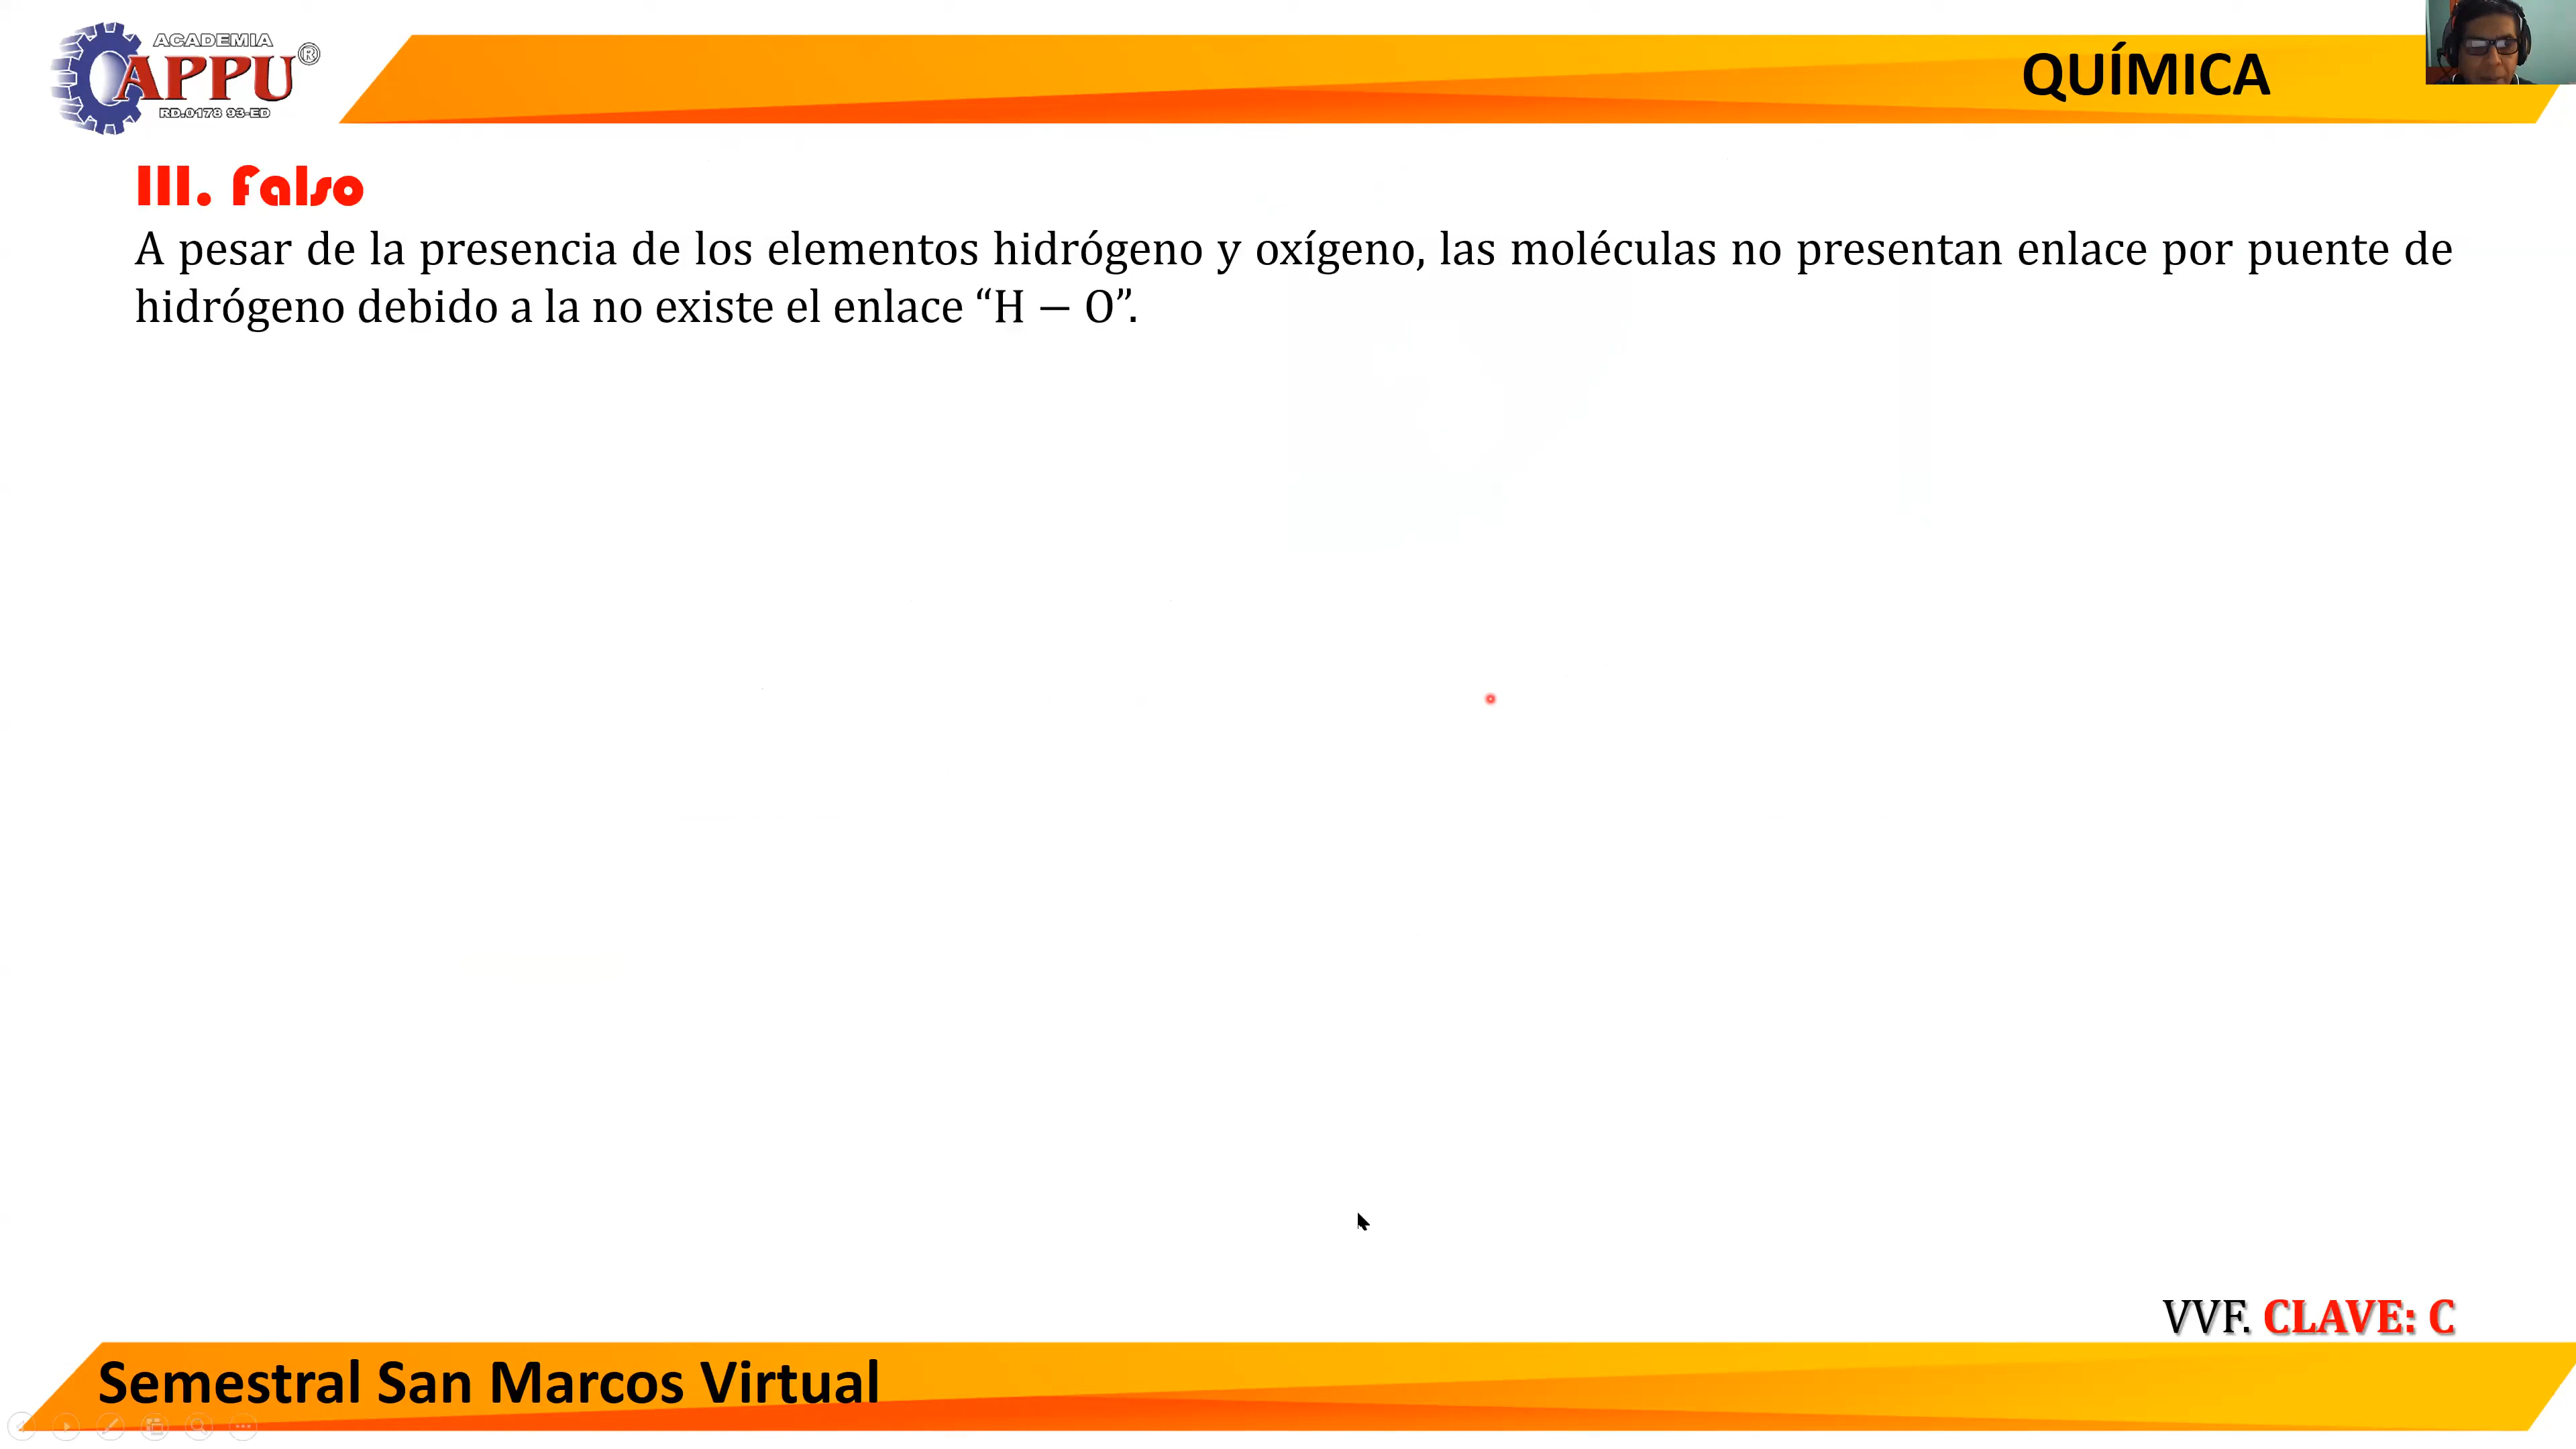 ACADEMIA
CAPPU®
RD.0178 93-ED
QUÍMICA
III. Falso
A pesar de la presencia de los elementos hidrógeno y oxígeno, las moléculas no presentan enlace por puente de
hidrógeno debido a la no existe el enlace “H − O”.
VVF. CLAVE: C
Semestral San Marcos Virtual